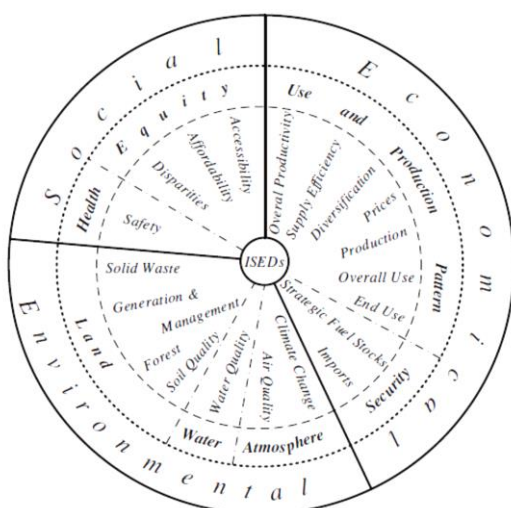 Social
Economical
Environmental
Equity
Health
Use and Production Pattern
Security
Atmosphere
Water
Land
Accessibility
Affordability
Disparities
Safety
Overal Productivity
Supply Efficiency
Diversification
Prices
Production
Overall Use
End Use
Strategic Fuel Stocks
Imports
Climate Change
Air Quality
Water Quality
Soil Quality
Forest
Solid Waste
Generation &
Management
ISEDs